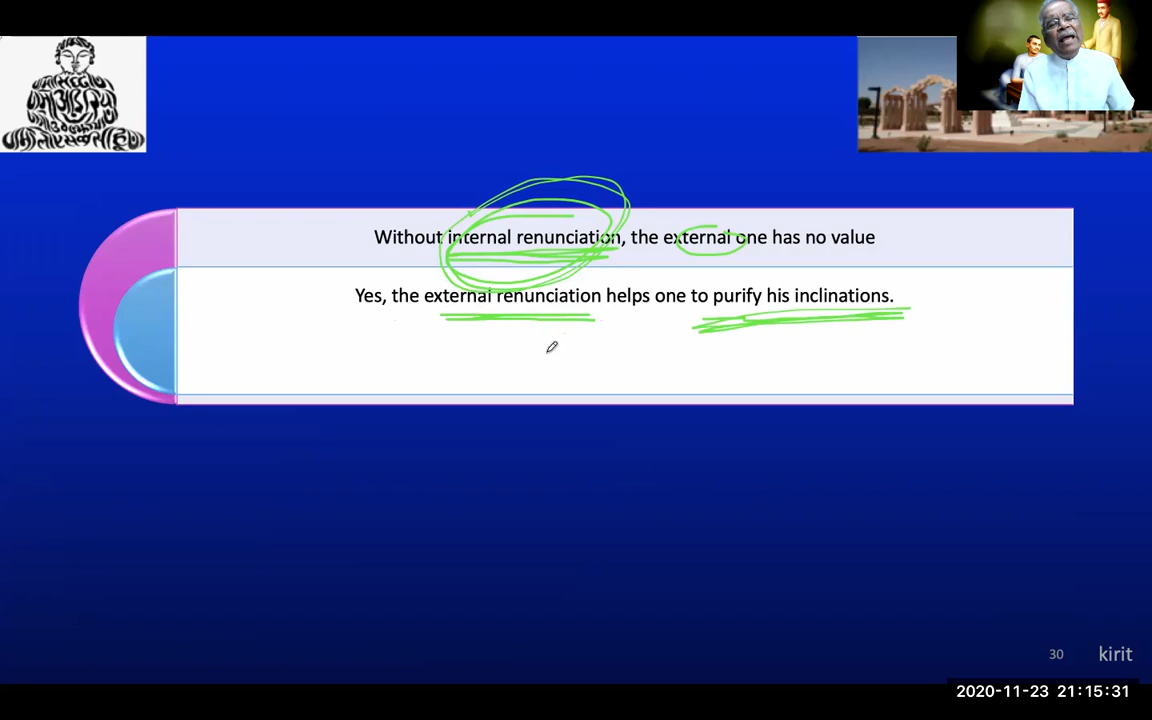 Without internal renunciation, the external one has no value
Yes, the external renunciation helps one to purify his inclinations.
30
kirit
2020-11-23 21:15:31